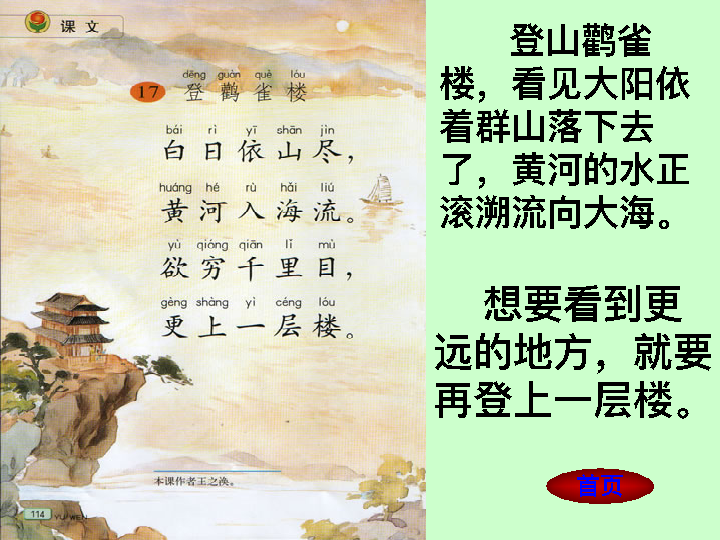 课 文
dēng guàn què lóu
17 登 鹳 雀 楼
bái rì yī shān jìn
白 日 依 山 尽，
huáng hé rù hǎi liú
黄 河 入 海 流。
yù qióng qiān lǐ mù
欲 穷 千 里 目，
gèng shàng yì céng lóu
更 上 一 层 楼。
本课作者王之涣。
114 YU WEN
登山鹳雀
楼，看见大阳依
着群山落下去
了，黄河的水正
滚溯流向大海。
想要看到更
远的地方，就要
再登上一层楼。
首页